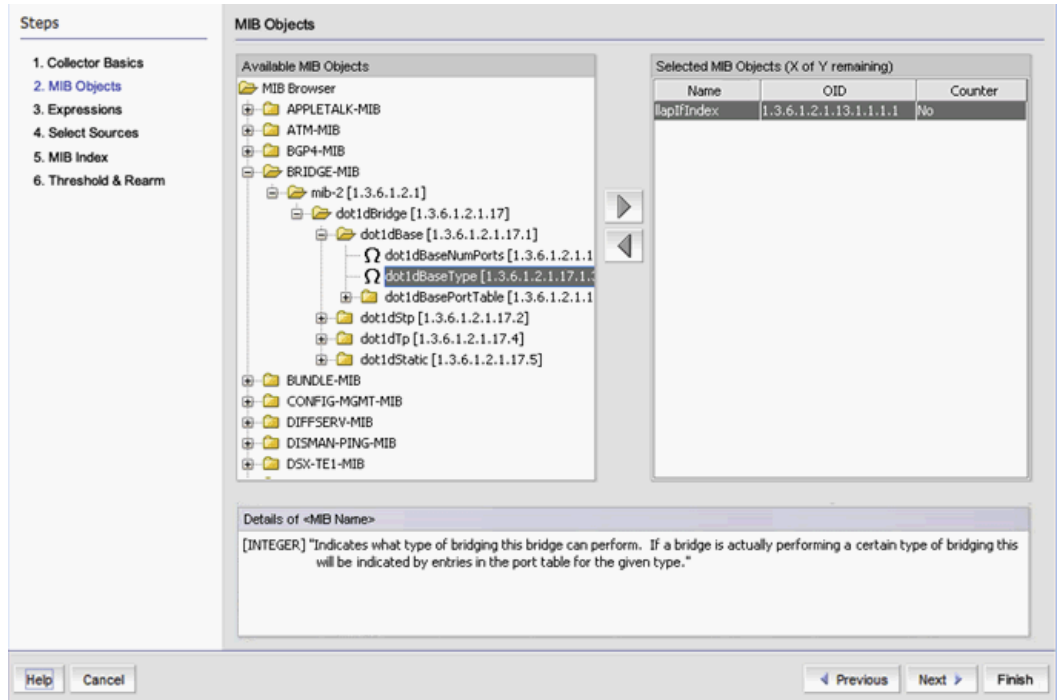 Steps
1. Collector Basics
2. MIB Objects
3. Expressions
4. Select Sources
5. MIB Index
6. Threshold & Rearm
MIB Objects
Available MIB Objects
MIB Browser
APPLETALK-MIB
ATM-MIB
BGP4-MIB
BRIDGE-MIB
mib-2 [1.3.6.1.2.1]
dot1dBridge [1.3.6.1.2.1.17]
dot1dBase [1.3.6.1.2.1.17.1]
dot1dBaseNumPorts [1.3.6.1.2.1.1
dot1dBaseType [1.3.6.1.2.1.17.1.3
dot1dBasePortTable [1.3.6.1.2.1.1
dot1dStp [1.3.6.1.2.1.17.2]
dot1dTp [1.3.6.1.2.1.17.4]
dot1dStatic [1.3.6.1.2.1.17.5]
BUNDLE-MIB
CONFIG-MGMT-MIB
DIFFSERV-MIB
DISMAN-PING-MIB
DSX-TE1-MIB
Selected MIB Objects (X of Y remaining)
Name OID Counter
llapIfIndex 1.3.6.1.2.1.13.1.1.1.1 No
Details of <MIB Name>
[INTEGER] "Indicates what type of bridging this bridge can perform. If a bridge is actually performing a certain type of bridging this
will be indicated by entries in the port table for the given type."
Help Cancel Previous Next Finish